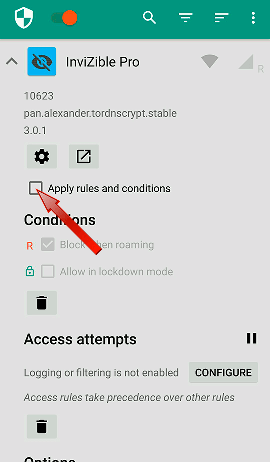 InviZible Pro
R
10623
pan.alexander.tordnscrypt.stable
3.0.1
Apply rules and conditions
Conditions
R Block when roaming
Allow in lockdown mode
Access attempts
Logging or filtering is not enabled CONFIGURE
Access rules take precedence over other rules
Options